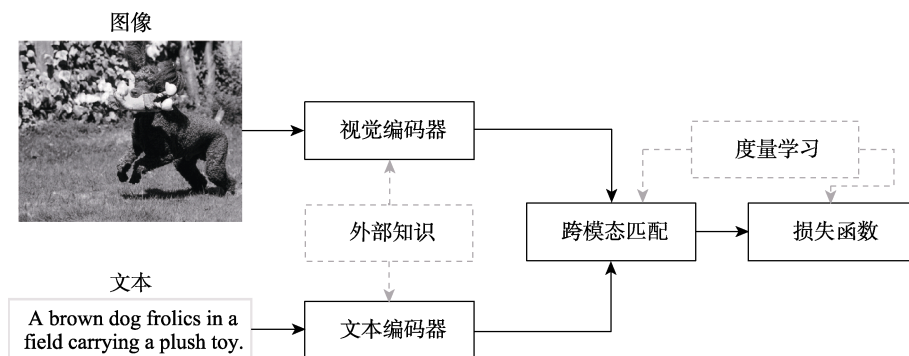 图像
视觉编码器
度量学习
外部知识
跨模态匹配
损失函数
文本
A brown dog frolics in a
field carrying a plush toy.
文本编码器